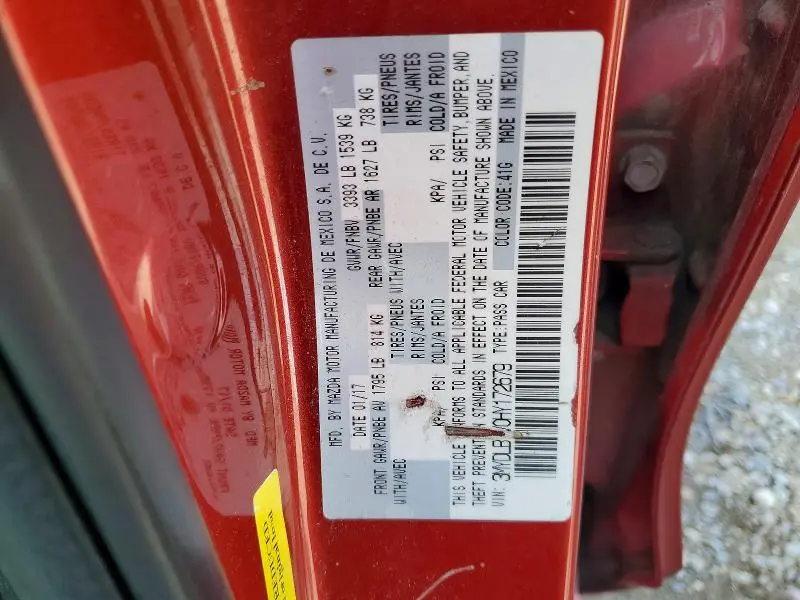 MFD. BY MAZDA MOTOR MANUFACTURING DE MEXICO S.A. DE C.V.
DATE 01/17 GVWR/PNBV 3393 LB 1539 KG
FRONT GAWR/PNBE AV 1795 LB 814 KG REAR GAWR/PNBE AR 1627 LB 738 KG
WITH/AVEC TIRES/PNEUS WITH/AVEC TIRES/PNEUS
RIMS/JANTES RIMS/JANTES
KPA/ PSI COLD/A FROID KPA/ PSI COLD/A FROID
THIS VEHICLE CONFORMS TO ALL APPLICABLE FEDERAL MOTOR VEHICLE SAFETY, BUMPER, AND
THEFT PREVENTION STANDARDS IN EFFECT ON THE DATE OF MANUFACTURE SHOWN ABOVE.
VIN: TYPE:PASS CAR COLOR CODE:41G MADE IN MEXICO